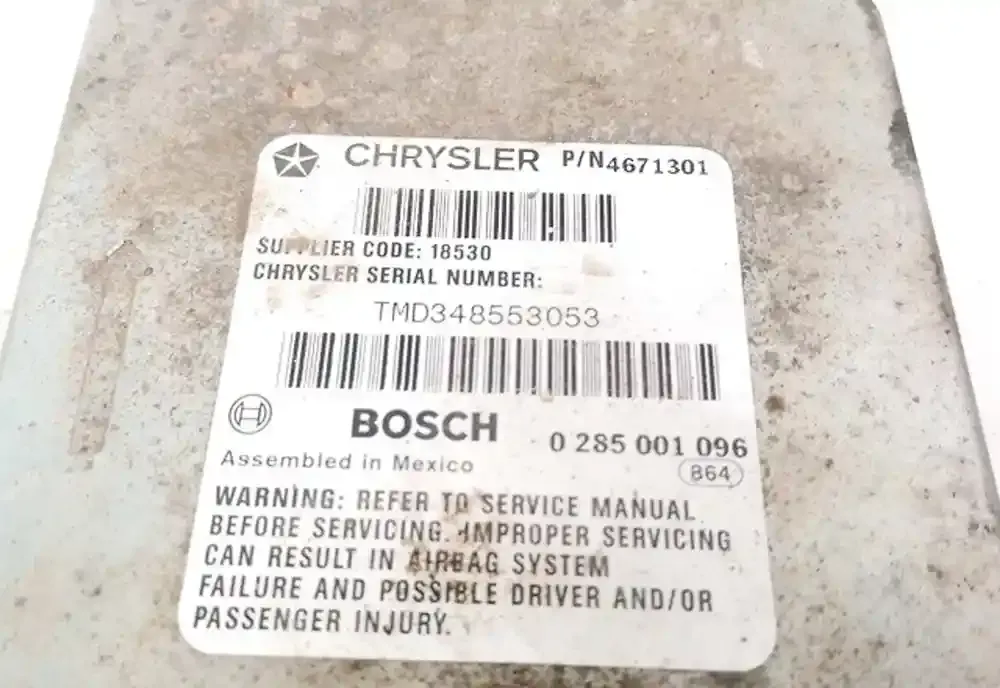 CHRYSLER P/N4671301
SUPPLIER CODE: 18530
CHRYSLER SERIAL NUMBER:
TMD348553053
BOSCH 0 285 001 096
Assembled in Mexico 864
WARNING: REFER TO SERVICE MANUAL
BEFORE SERVICING. IMPROPER SERVICING
CAN RESULT IN AIRBAG SYSTEM
FAILURE AND POSSIBLE DRIVER AND/OR
PASSENGER INJURY.